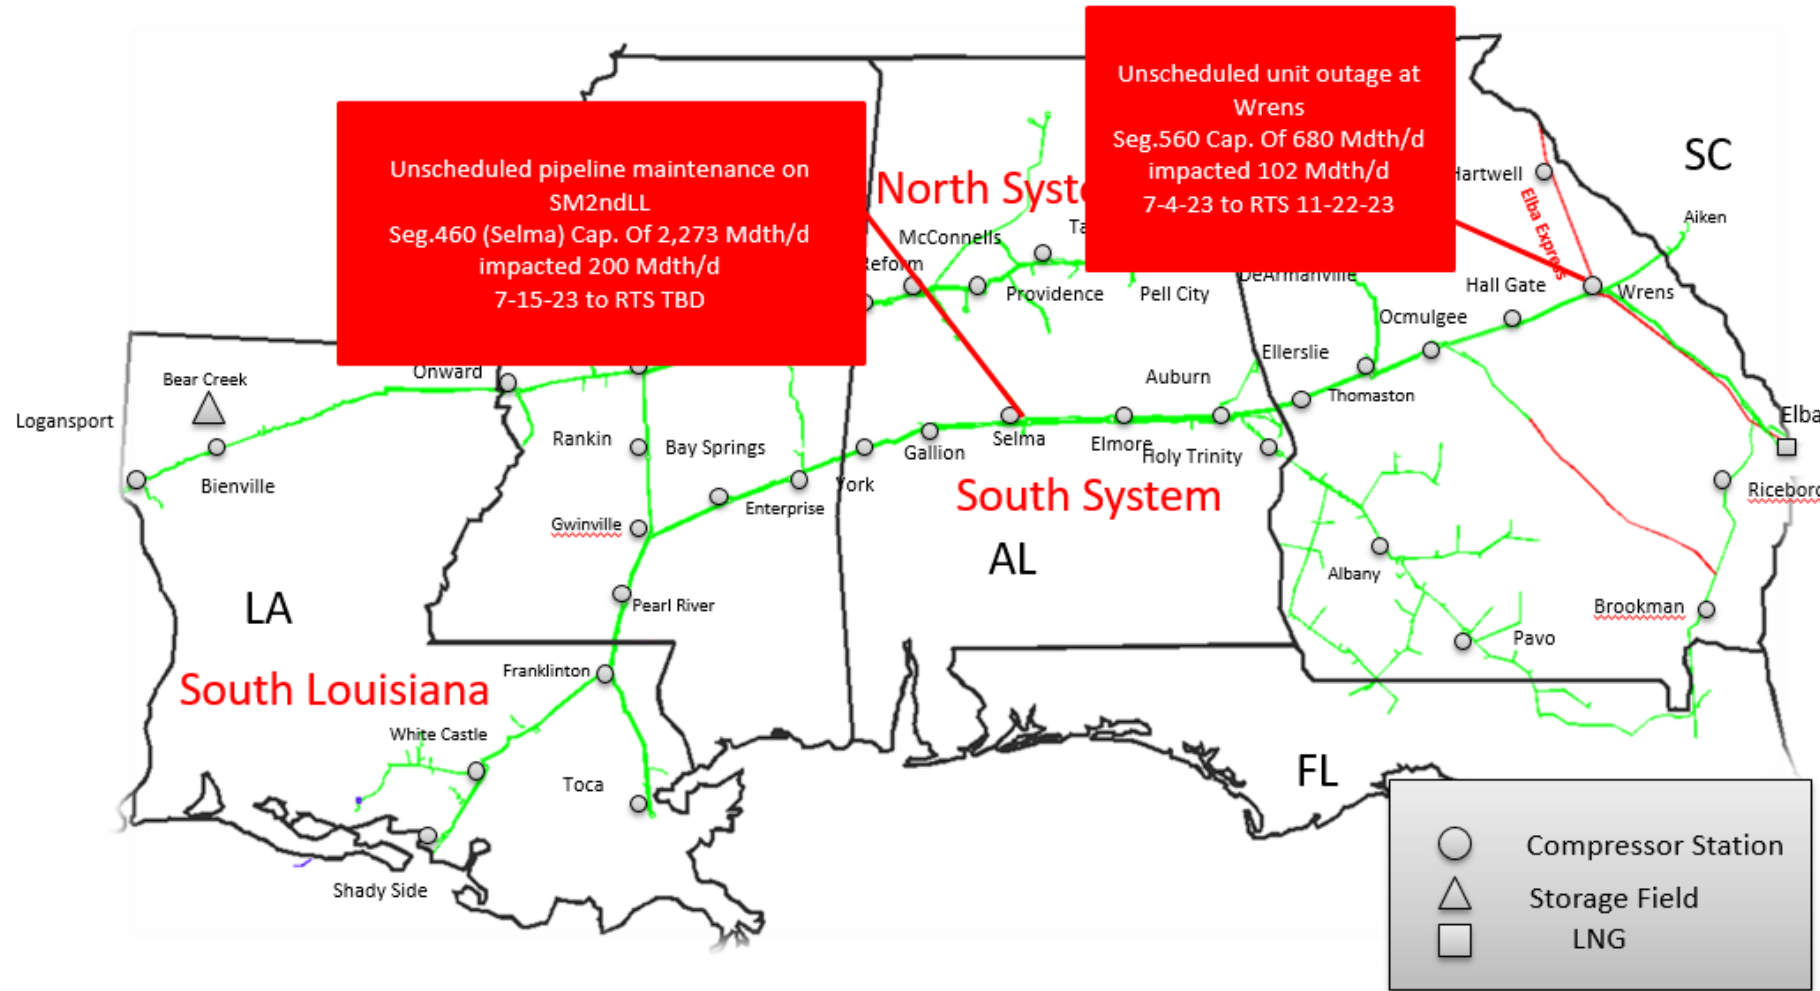 Unscheduled unit outage at
Wrens
Seg.560 Cap. Of 680 Mdth/d
impacted 102 Mdth/d
7-4-23 to RTS 11-22-23
Unscheduled pipeline maintenance on
SM2ndLL
Seg.460 (Selma) Cap. Of 2,273 Mdth/d
impacted 200 Mdth/d
7-15-23 to RTS TBD
SC
North Syste
Hartwell
Elba Express
Aiken
McConnells
Ta
Reform
Providence
Pell City
DeArmanville
Hall Gate
Wrens
Ocmulgee
Ellerslie
Onward
Bear Creek
Auburn
Thomaston
Logansport
Elba
Rankin
Bay Springs
Gallion
Selma
Elmore
Holy Trinity
Bienville
York
Riceboro
Enterprise
South System
Gwinville
AL
Albany
LA
Pearl River
Brookman
Pavo
Franklinton
South Louisiana
White Castle
Toca
FL
Shady Side
Compressor Station
Storage Field
LNG